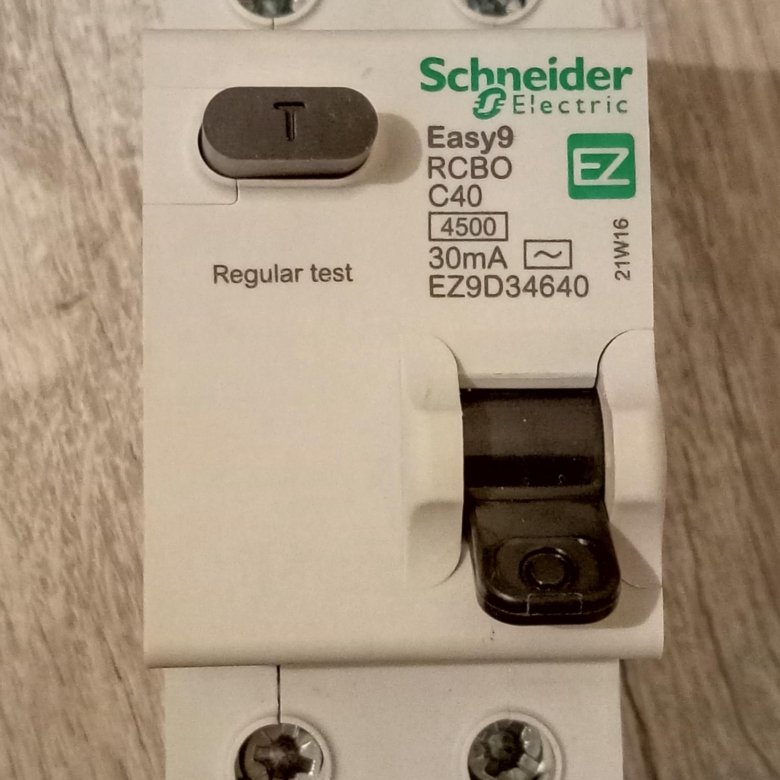 T
Schneider
Electric
Easy9
RCBO
EZ
C40
4500
30mA
EZ9D34640
21W16
Regular test
O